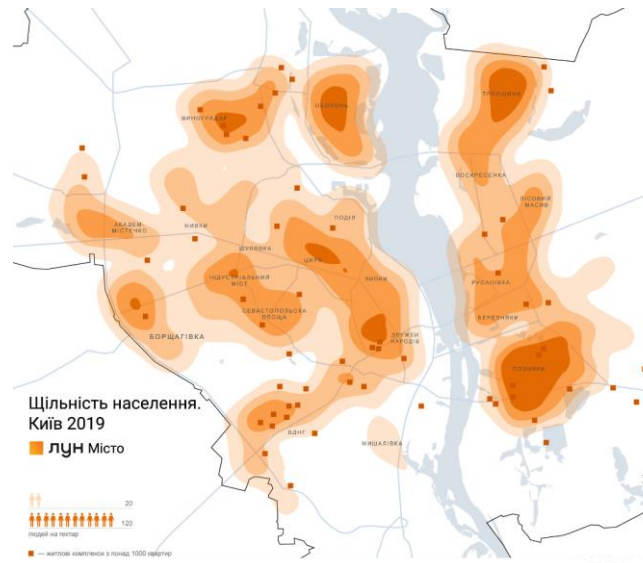 ТРОЄЩИНА
ОБОЛОНЬ
ВИНОГРАДАР
ВОСКРЕСЕНКА
ЛІСОВИЙ
МАСИВ
АКАДЕМ-
МІСТЕЧКО
НИВКИ
ПОДІЛ
ШУЛЯВКА
ЦИРК
ЛИПКИ
ІНДУСТРІАЛЬНИЙ
МІСТ
РУСАНІВКА
СЕВАСТОПОЛЬСЬКА
ПЛОЩА
БЕРЕЗНЯКИ
БОРЩАГІВКА
ДРУЖБИ
НАРОДІВ
ПОЗНЯКИ
ВДНГ
МИШАЛІВКА
Щільність населення.
Київ 2019
ЛУН Місто
20
120
людей на гектар
— житлові комплекси з понад 1000 квартир